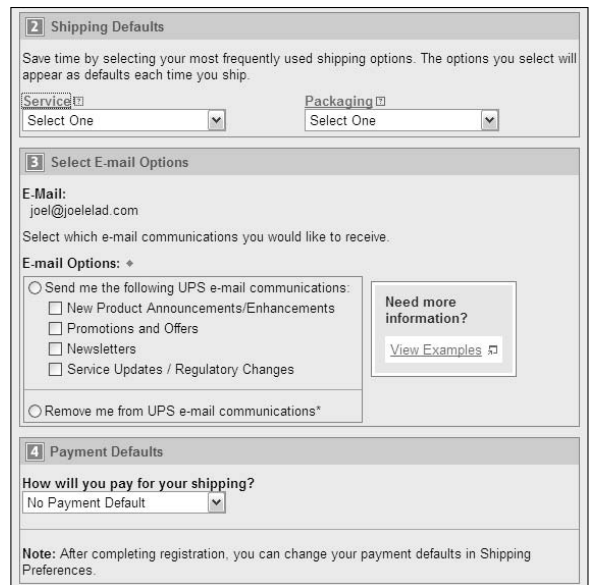 2 Shipping Defaults
Save time by selecting your most frequently used shipping options. The options you select will
appear as defaults each time you ship.
Service ?
Packaging ?
Select One
Select One
3 Select E-mail Options
E-Mail:
joel@joelelad.com
Select which e-mail communications you would like to receive.
E-mail Options:
Send me the following UPS e-mail communications:
New Product Announcements/Enhancements
Promotions and Offers
Newsletters
Service Updates / Regulatory Changes
Need more
information?
View Examples
Remove me from UPS e-mail communications*
4 Payment Defaults
How will you pay for your shipping?
No Payment Default
Note: After completing registration, you can change your payment defaults in Shipping
Preferences.